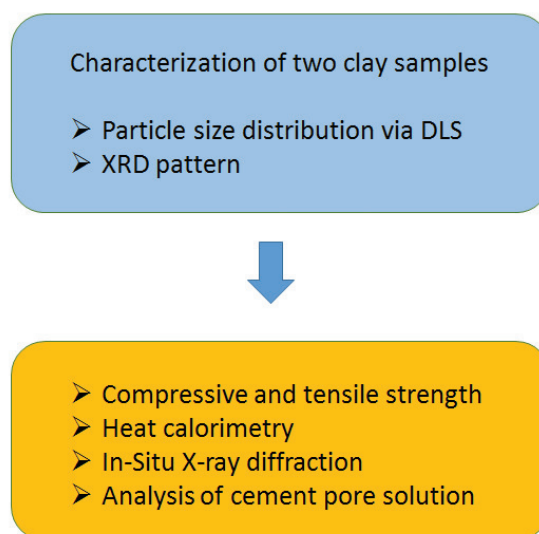 Characterization of two clay samples
➢ Particle size distribution via DLS
➢ XRD pattern
➢ Compressive and tensile strength
➢ Heat calorimetry
➢ In-Situ X-ray diffraction
➢ Analysis of cement pore solution